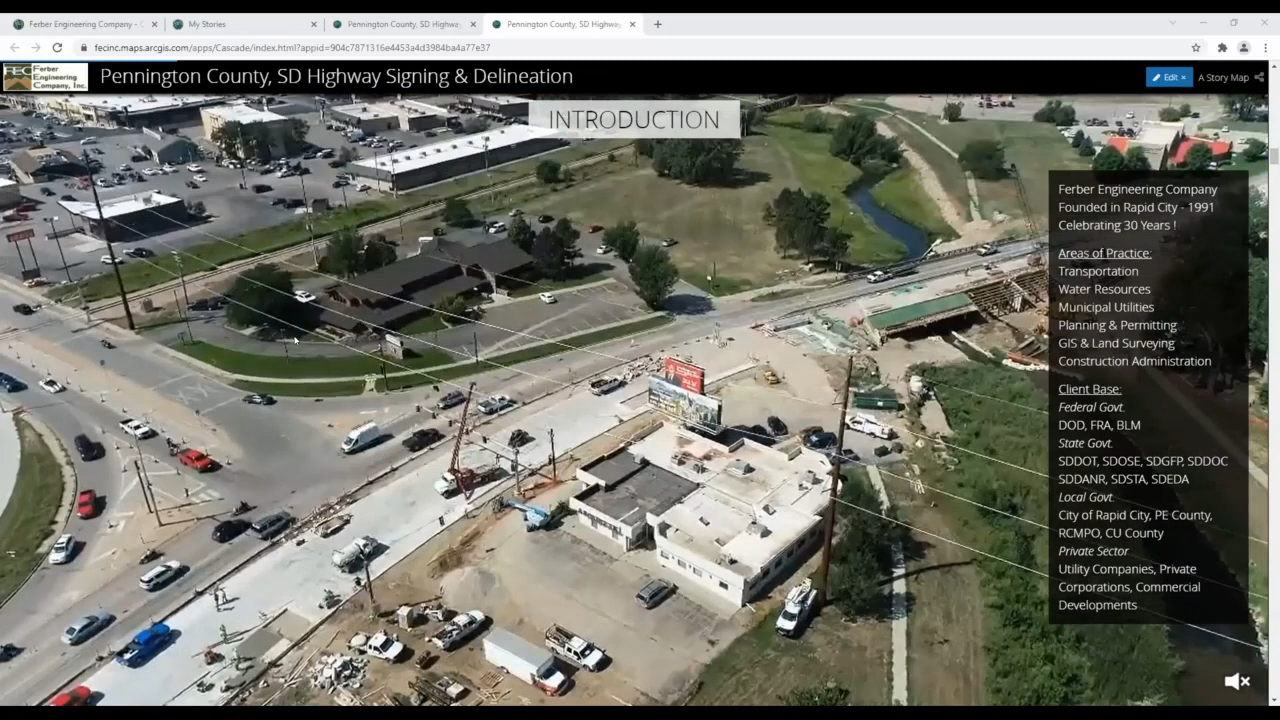 Ferber Engineering Company - C
My Stories
Pennington County, SD Highway
Pennington County, SD Highway
fecinc.maps.arcgis.com/apps/Cascade/index.html?appid=904c7871316e4453a4d3984ba4a77e37
FEC Ferber
Engineering
Company, Inc.
Pennington County, SD Highway Signing & Delineation
Edit ×
A Story Map
INTRODUCTION
Ferber Engineering Company
Founded in Rapid City - 1991
Celebrating 30 Years !
Areas of Practice:
Transportation
Water Resources
Municipal Utilities
Planning & Permitting
GIS & Land Surveying
Construction Administration
Client Base:
Federal Govt.
DOD, FRA, BLM
State Govt.
SDDOT, SDOSE, SDGFP, SDDOC
SDDANR, SDSTA, SDEDA
Local Govt.
City of Rapid City, PE County,
RCMPO, CU County
Private Sector
Utility Companies, Private
Corporations, Commercial
Developments